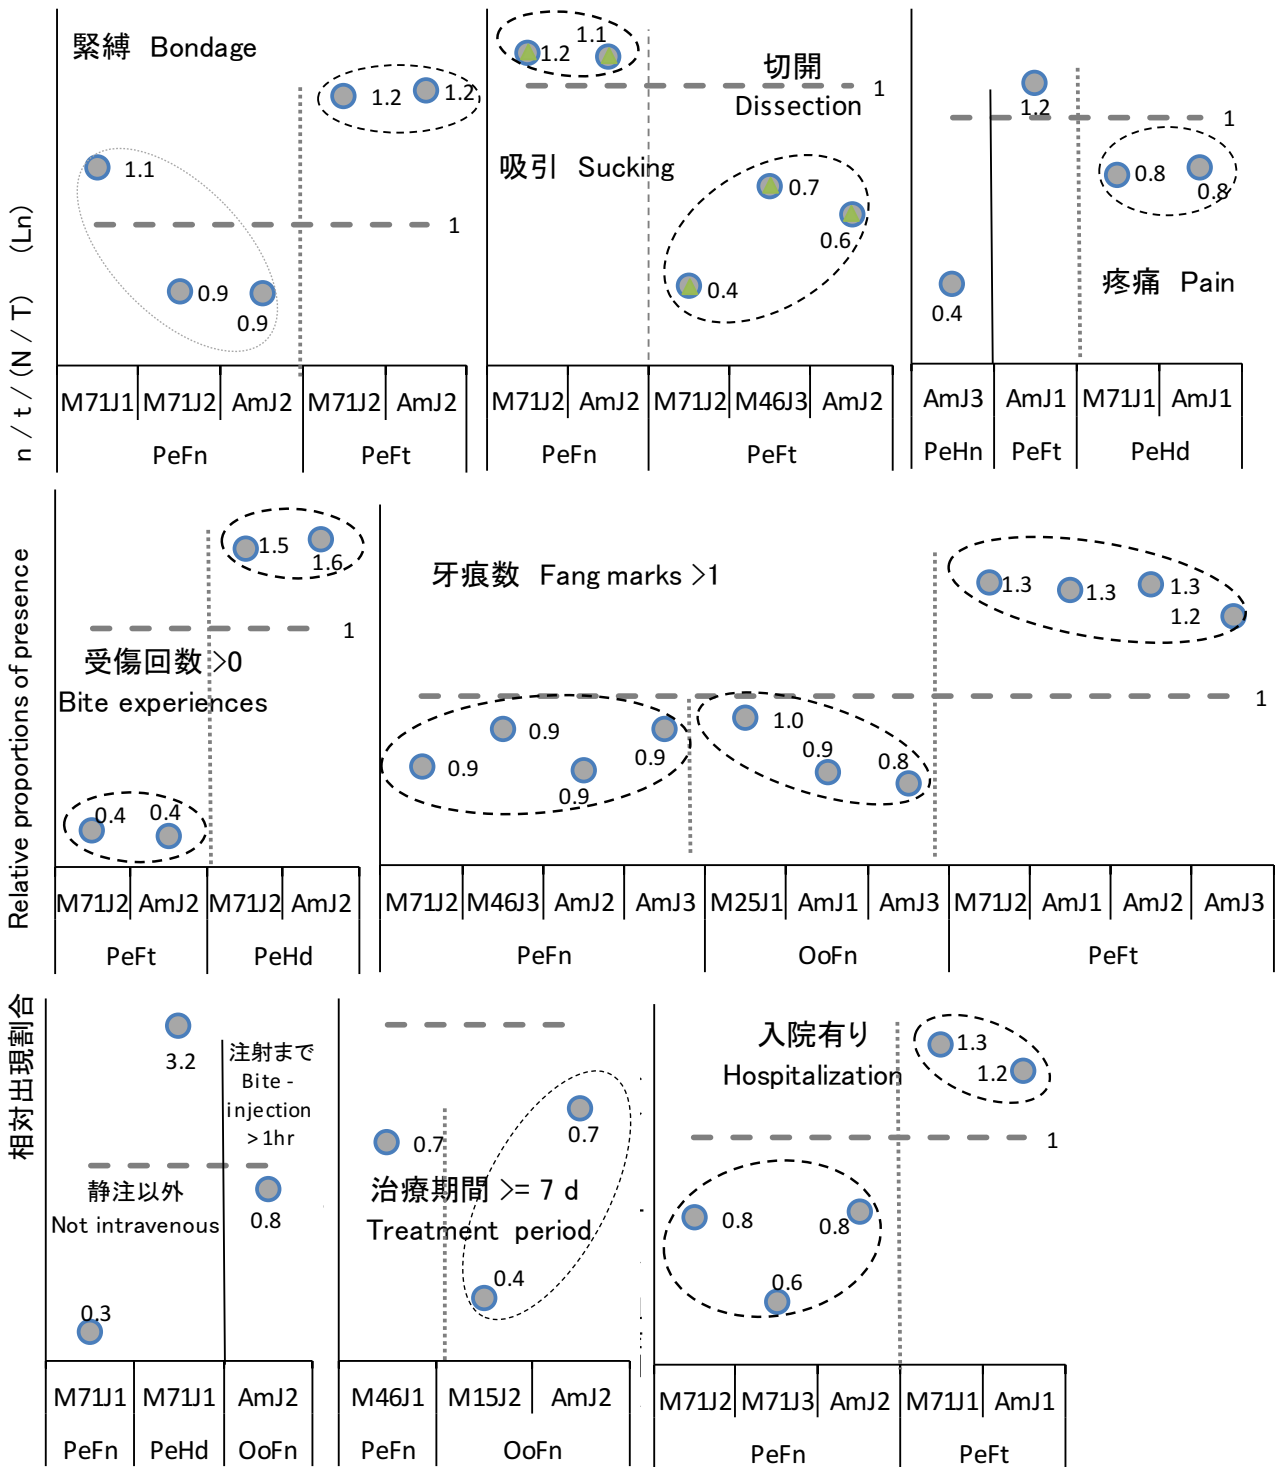 n / t / (N / T) (Ln)
Relative proportions of presence
相対出現割合
緊縛 Bondage
1.1
0.9
0.9
1.2
1.2
1
M71J1 M71J2 AmJ2 M71J2 AmJ2
PeFn PeFt
1.2
1.1
切開
Dissection
1
吸引 Sucking
0.7
0.6
0.4
M71J2 AmJ2 M71J2 M46J3 AmJ2
PeFn PeFt
1.2
1
0.8
0.8
疼痛 Pain
0.4
AmJ3 AmJ1 M71J1 AmJ1
PeHn PeFt PeHd
1.5
1.6
1
受傷回数 >0
Bite experiences
0.4
0.4
M71J2 AmJ2 M71J2 AmJ2
PeFt PeHd
牙痕数 Fang marks >1
1.3
1.3
1.3
1.2
1
0.9
0.9
0.9
0.9
1.0
0.9
0.8
M71J2 M46J3 AmJ2 AmJ3 M25J1 AmJ1 AmJ3 M71J2 AmJ1 AmJ2 AmJ3
PeFn OoFn PeFt
3.2
注射まで
Bite -
injection
>1hr
静注以外
Not intravenous
0.8
0.3
M71J1 M71J1 AmJ2
PeFn PeHd OoFn
0.7
0.7
治療期間 >= 7 d
Treatment period
0.4
M46J1 M15J2 AmJ2
PeFn OoFn
入院有り
Hospitalization
1.3
1.2
1
0.8
0.8
0.6
M71J2 M71J3 AmJ2 M71J1 AmJ1
PeFn PeFt